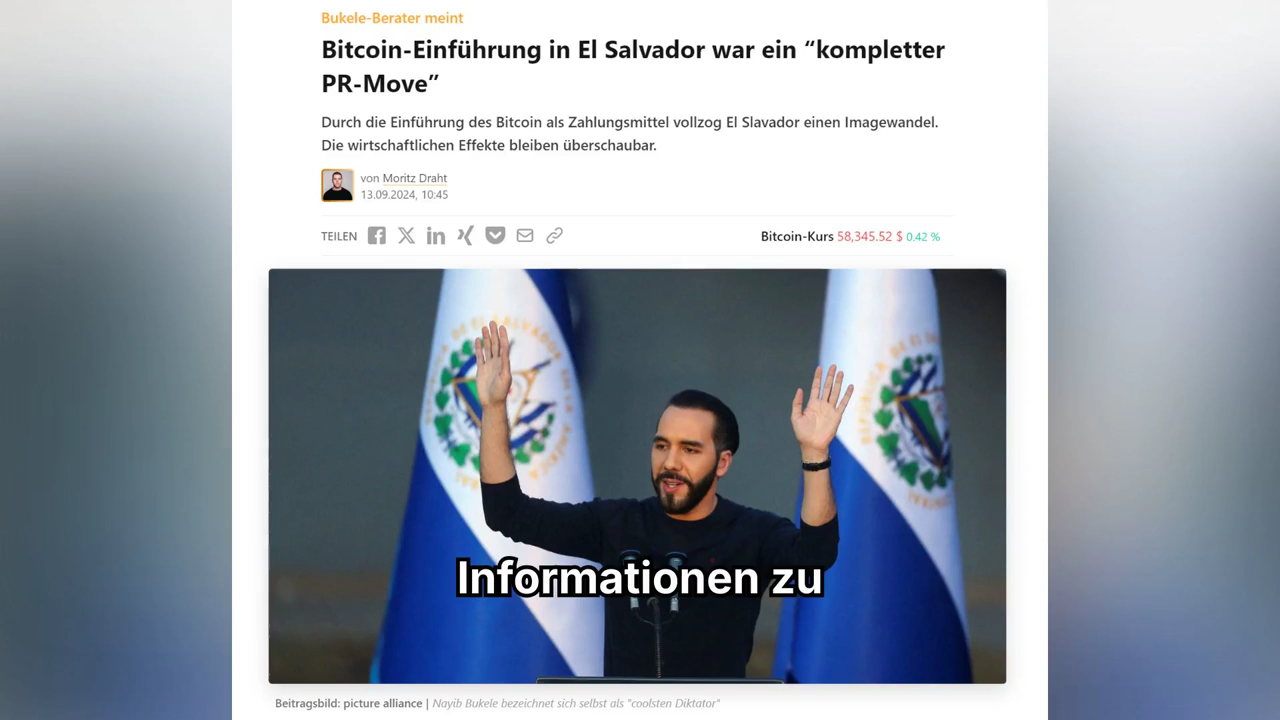 Bukele-Berater meint
Bitcoin-Einführung in El Salvador war ein “kompletter
PR-Move”
Durch die Einführung des Bitcoin als Zahlungsmittel vollzog El Slavador einen Imagewandel.
Die wirtschaftlichen Effekte bleiben überschaubar.
von Moritz Draht
13.09.2024, 10:45
TEILEN
Bitcoin-Kurs 58,345.52 $ 0.42 %
Informationen zu
Beitragsbild: picture alliance | Nayib Bukele bezeichnet sich selbst als "coolsten Diktator"